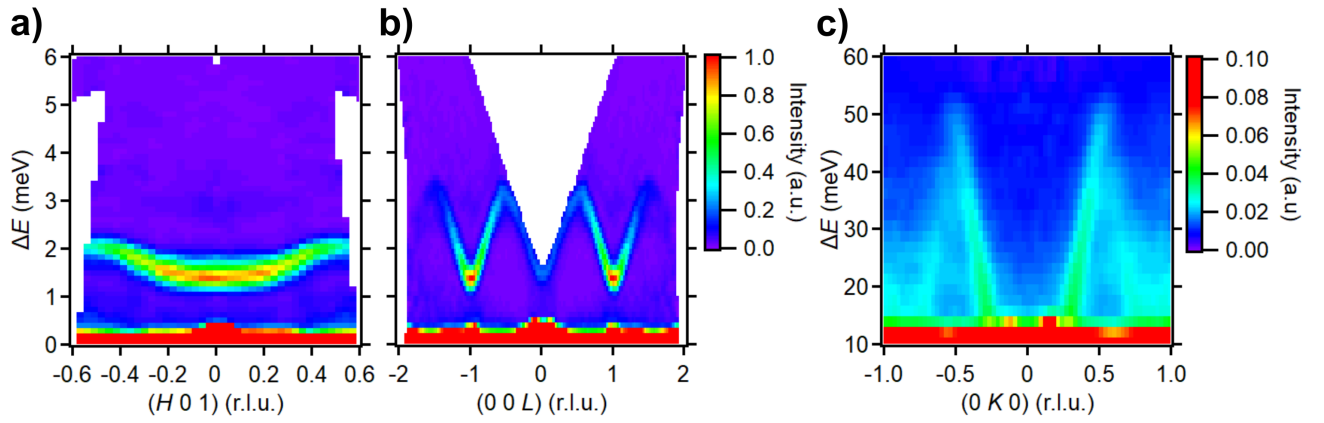 a)
6
5
4
3
2
1
0
ΔE (meV)
-0.6 -0.4 -0.2 0 0.2 0.4 0.6
(H 0 1) (r.l.u.)
b)
-2 -1 0 1 2
(0 0 L) (r.l.u.)
1.0
0.8
0.6
0.4
0.2
0.0
Intensity (a.u.)
c)
60
50
40
30
20
10
ΔE (meV)
-1.0 -0.5 0 0.5 1.0
(0 K 0) (r.l.u.)
0.10
0.08
0.06
0.04
0.02
0.00
Intensity (a.u)